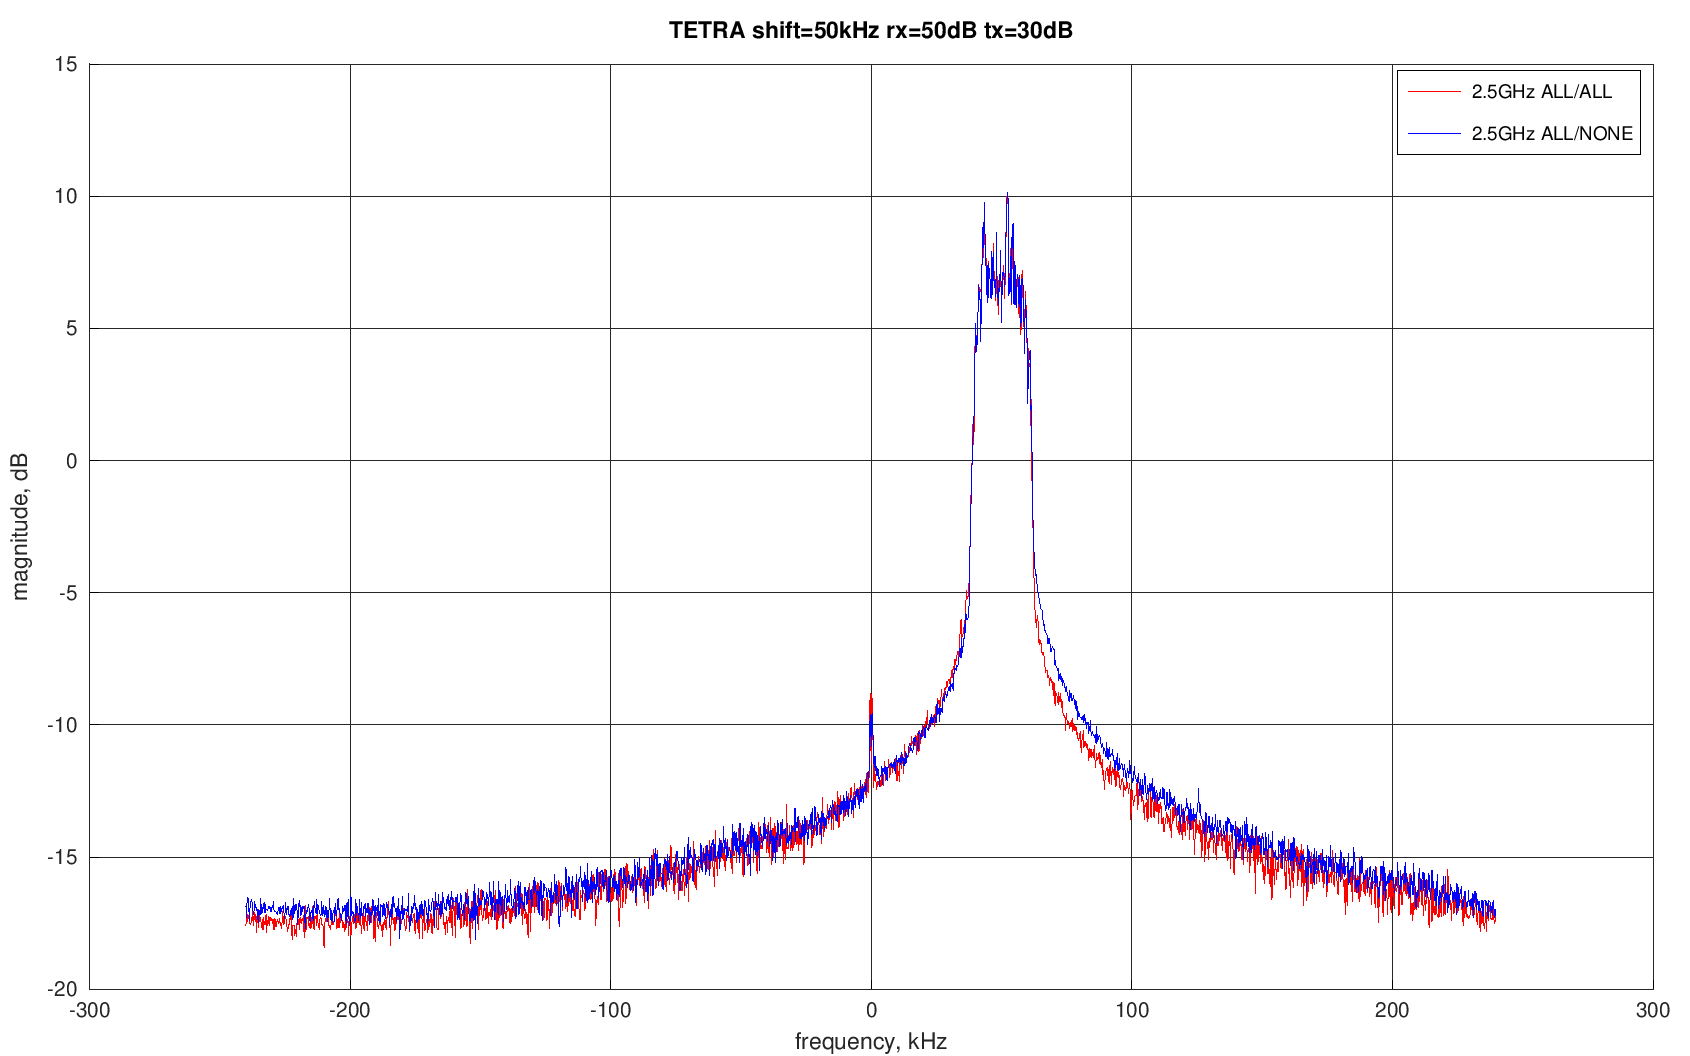 TETRA shift=50kHz rx=50dB tx=30dB
15
2.5GHz ALL/ALL
2.5GHz ALL/NONE
10
5
0
magnitude, dB
-5
-10
-15
-20
-300 -200 -100 0 100 200 300
frequency, kHz